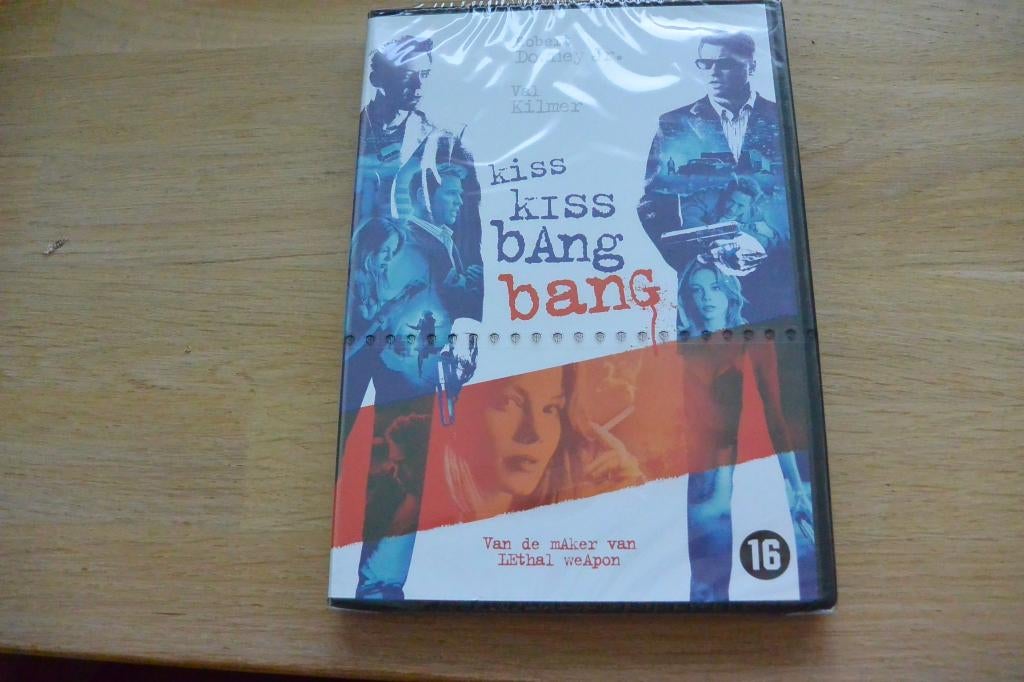 Robert
Downey Jr.
Val
Kilmer
kiss
kIss
bAng
banG
Van de mAker van
LEthal weApon
16